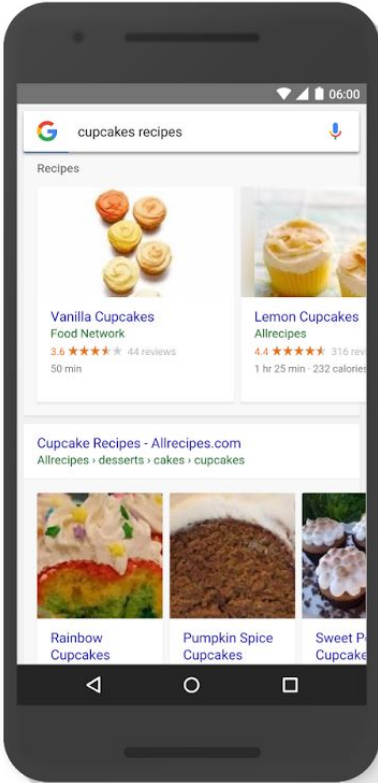 06:00
G cupcakes recipes
Recipes
Vanilla Cupcakes
Food Network
3.6 ★★★★★ 44 reviews
50 min
Lemon Cupcakes
Allrecipes
4.4 ★★★★★ 316 rev
1 hr 25 min · 232 calories
Cupcake Recipes - Allrecipes.com
Allrecipes › desserts › cakes › cupcakes
Rainbow
Cupcakes
Pumpkin Spice
Cupcakes
Sweet P
Cupcake